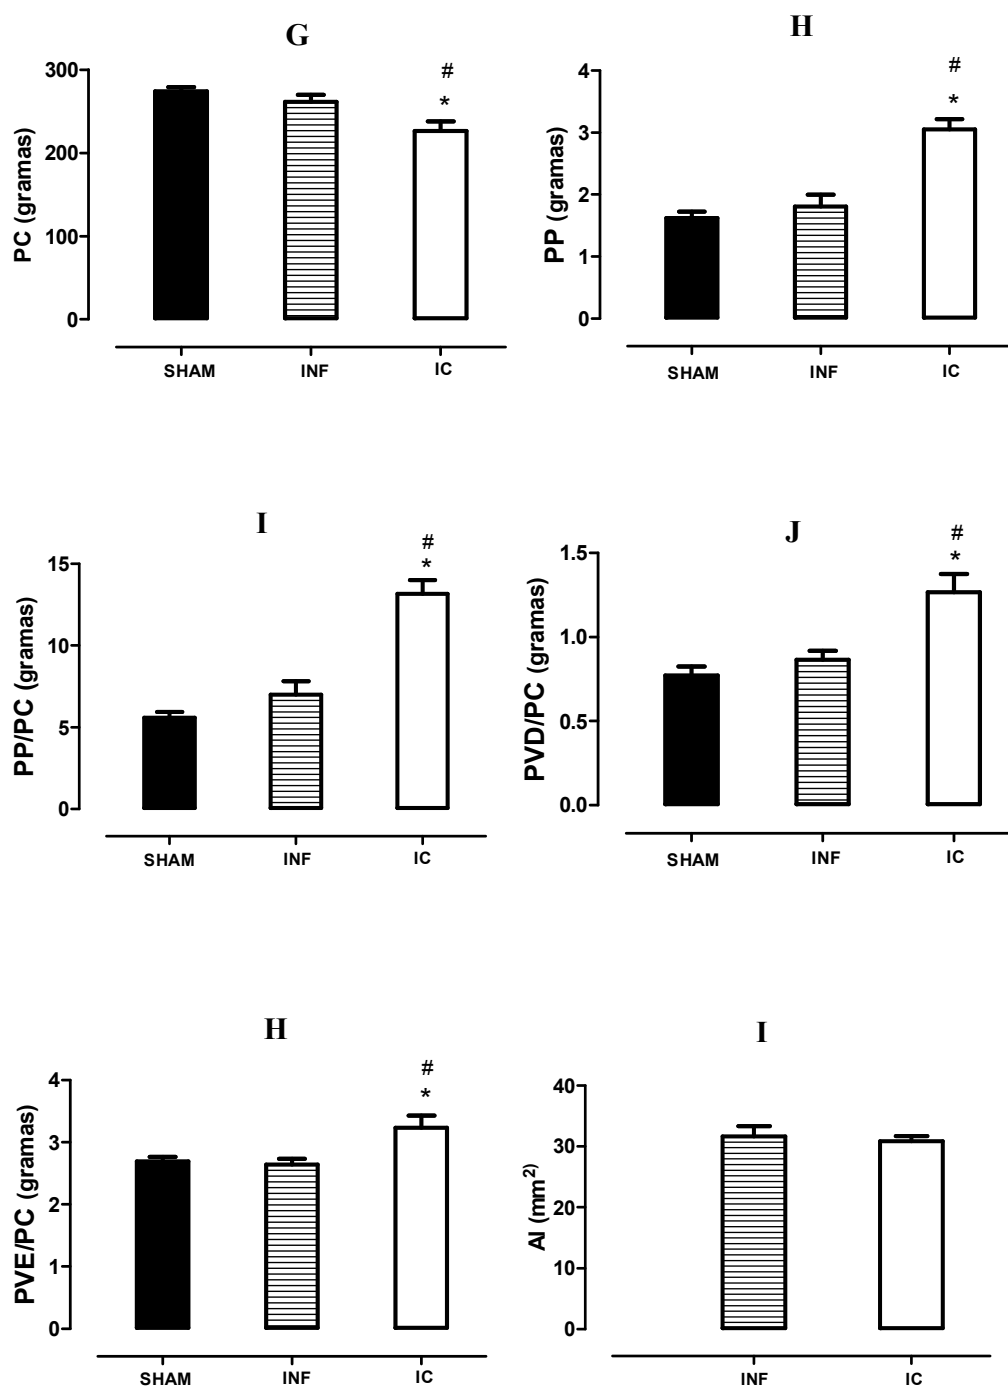 G
#
*
300
200
100
0
PC (gramas)
SHAM INF IC
H
#
*
4
3
2
1
0
PP (gramas)
SHAM INF IC
I
#
*
15
10
5
0
PP/PC (gramas)
SHAM INF IC
J
#
*
1.5
1.0
0.5
0.0
PVD/PC (gramas)
SHAM INF IC
H
#
*
4
3
2
1
0
PVE/PC (gramas)
SHAM INF IC
I
40
30
20
10
0
AI (mm²)
INF IC